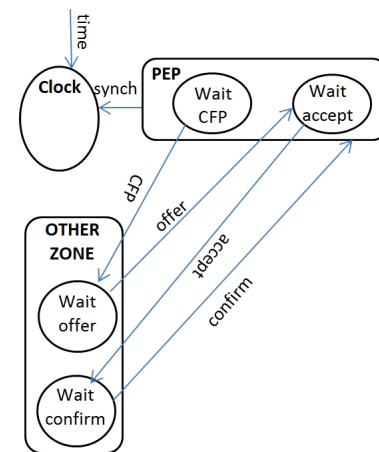 time
Clock
synch
PEP
Wait
CFP
Wait
accept
CFP
offer
accept
confirm
OTHER
ZONE
Wait
offer
Wait
confirm